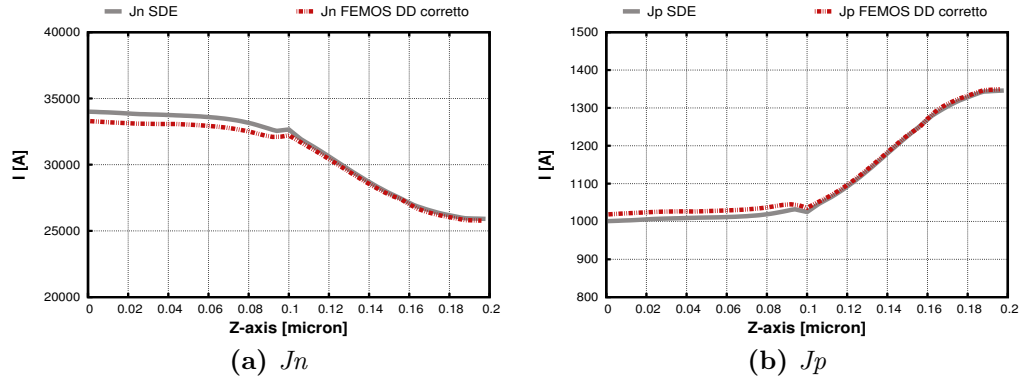 Jn SDE Jn FEMOS DD corretto
40000
35000
30000
25000
20000
I [A]
0 0.02 0.04 0.06 0.08 0.1 0.12 0.14 0.16 0.18 0.2
Z-axis [micron]
(a) Jn
Jp SDE Jp FEMOS DD corretto
1500
1400
1300
1200
1100
1000
900
800
I [A]
0 0.02 0.04 0.06 0.08 0.1 0.12 0.14 0.16 0.18 0.2
Z-axis [micron]
(b) Jp